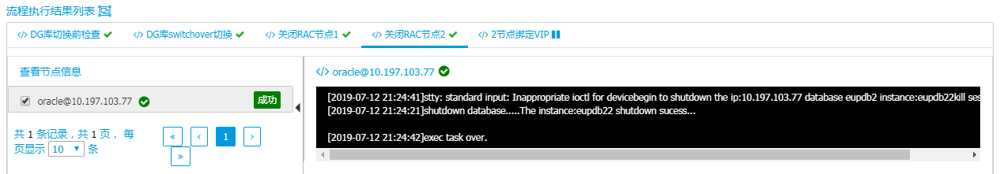 流程执行结果列表
</> DG库切换前检查 </> DG库switchover切换 </> 关闭RAC节点1 </> 关闭RAC节点2 </> 2节点绑定VIP
查看节点信息
oracle@10.197.103.77 成功
共 1 条记录,共 1 页, 每
页显示 10 条
« ‹ 1 ›
»
</> oracle@10.197.103.77
[2019-07-12 21:24:41]stty: standard input: Inappropriate ioctl for devicebegin to shutdown the ip:10.197.103.77 database eupdb2 instance:eupdb22kill ses
[2019-07-12 21:24:21]shutdown database.....The instance:eupdb22 shutdown sucess...
[2019-07-12 21:24:42]exec task over.